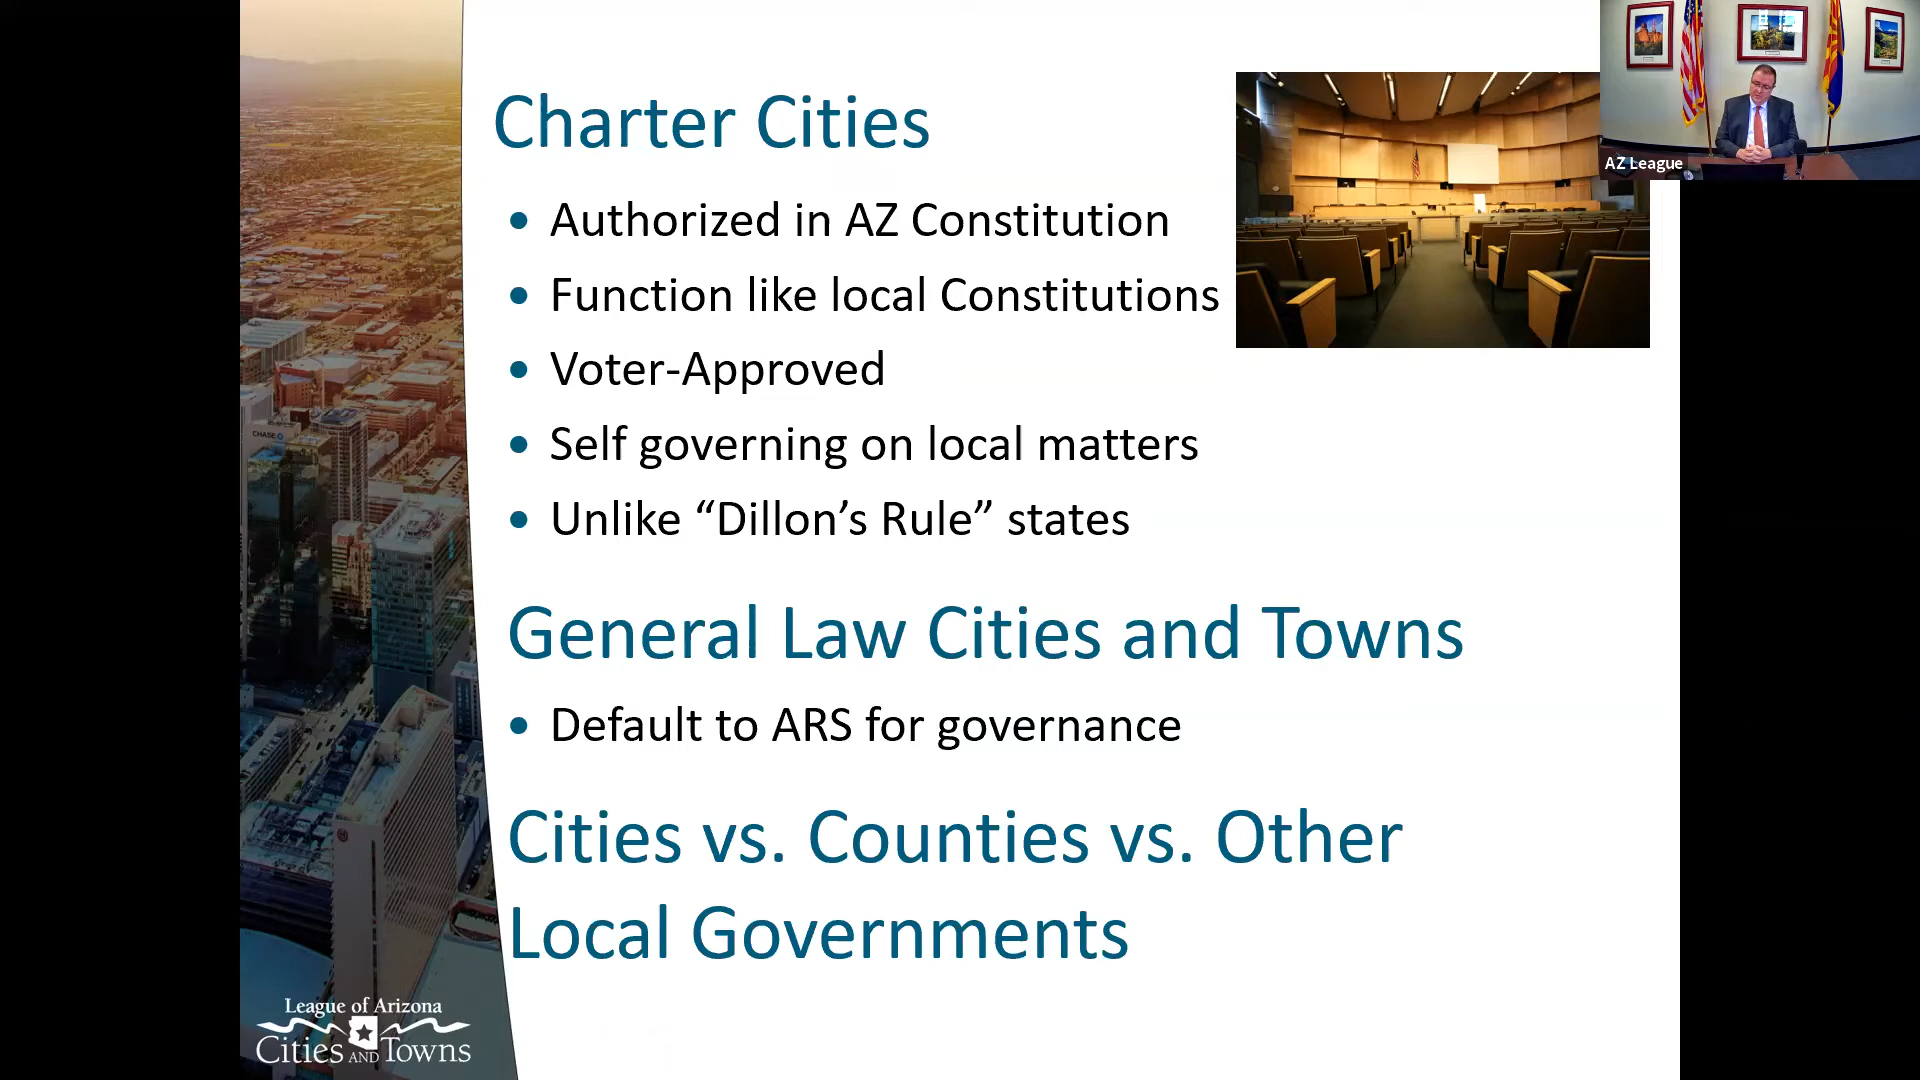 Charter Cities
• Authorized in AZ Constitution
• Function like local Constitutions
• Voter-Approved
• Self governing on local matters
• Unlike “Dillon’s Rule” states
General Law Cities and Towns
• Default to ARS for governance
Cities vs. Counties vs. Other
Local Governments
AZ League
CHASE
League of Arizona
Cities AND Towns